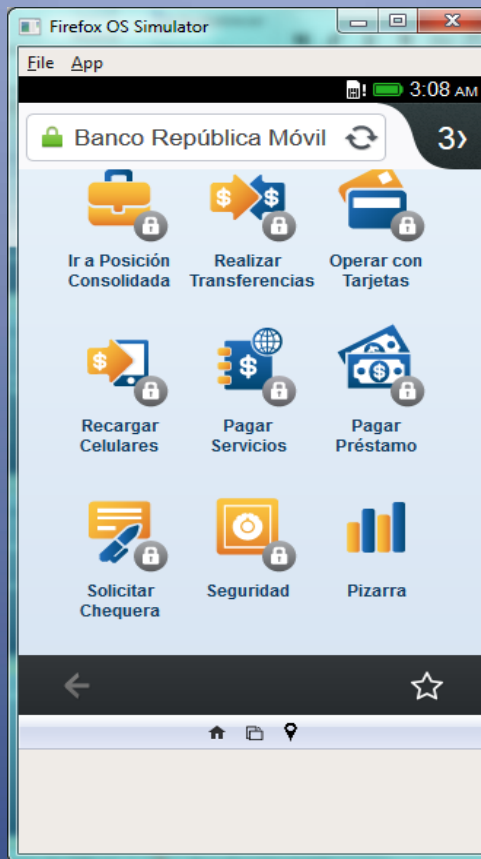 Firefox OS Simulator
File App
3:08 AM
Banco República Móvil
3
Ir a Posición
Consolidada
Realizar
Transferencias
Operar con
Tarjetas
Recargar
Celulares
Pagar
Servicios
Pagar
Préstamo
Solicitar
Chequera
Seguridad
Pizarra